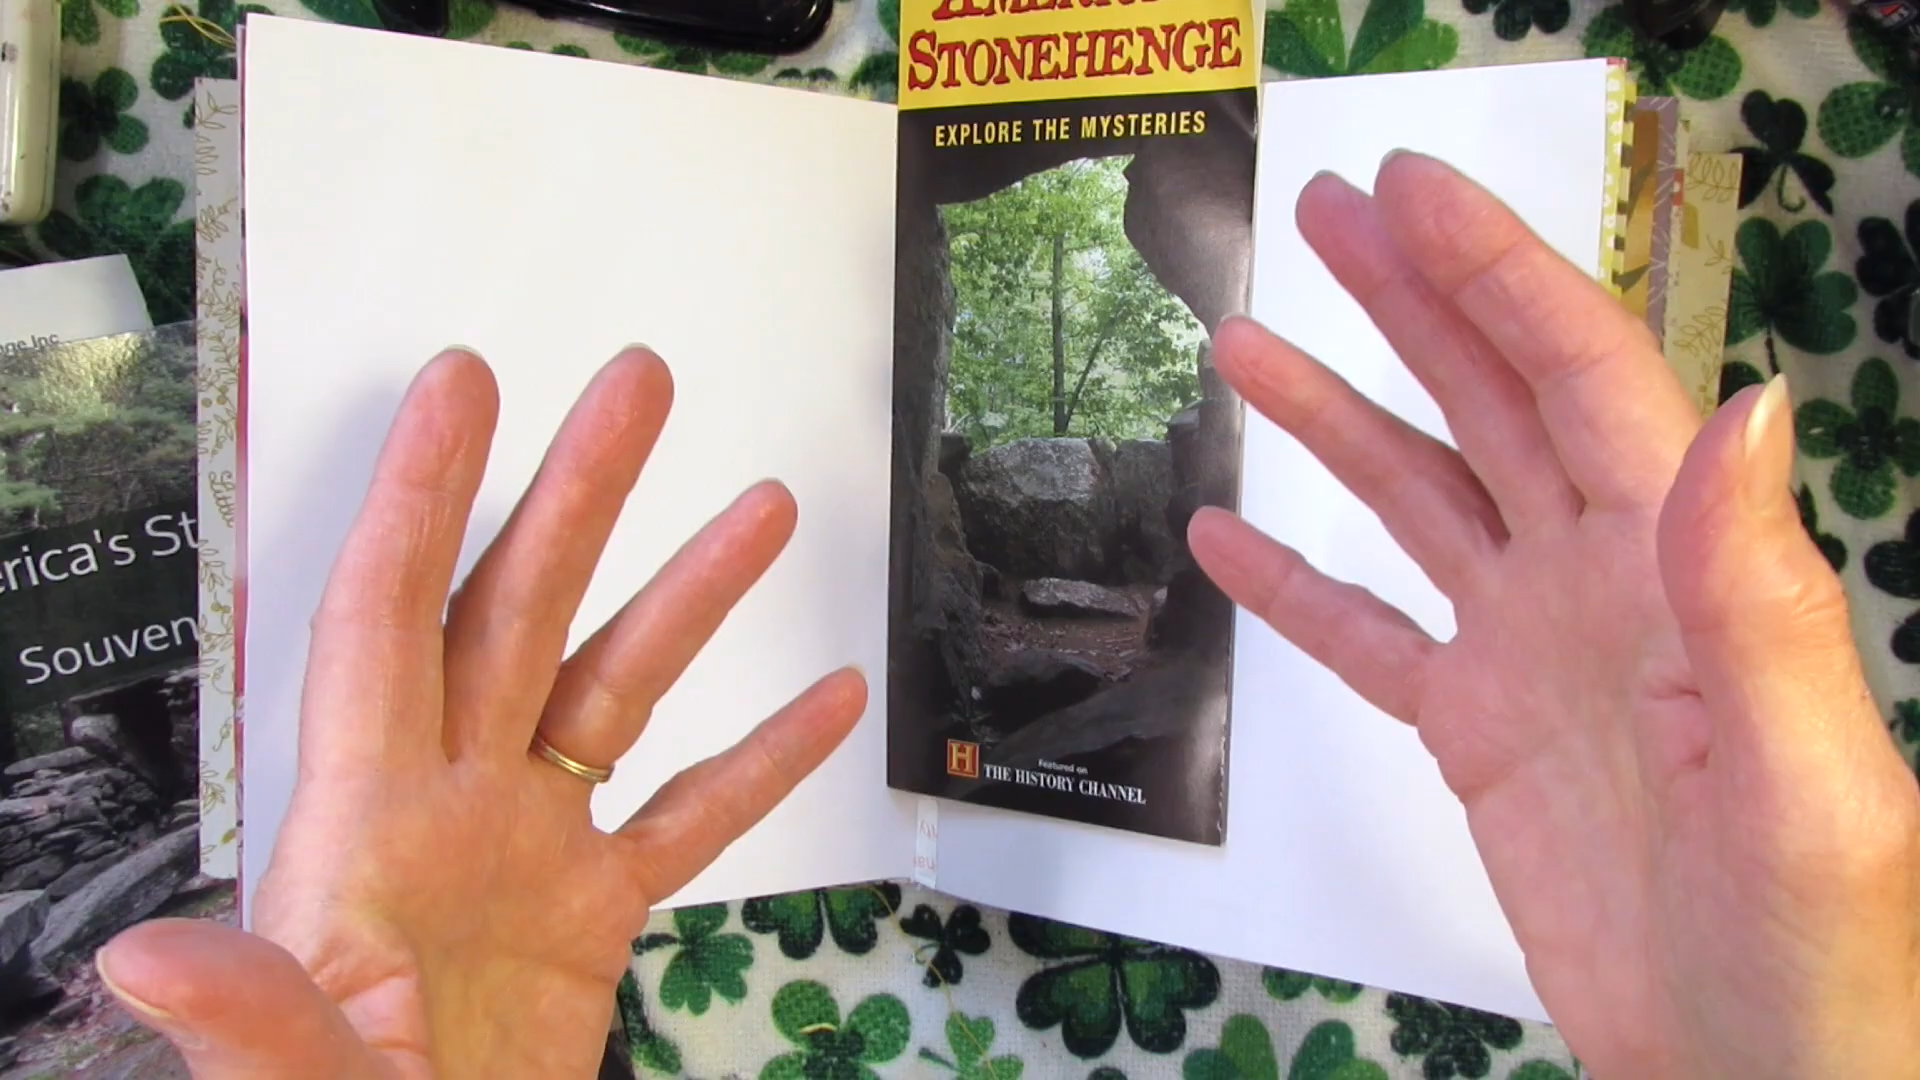 STONEHENGE
EXPLORE THE MYSTERIES
H
Featured on
THE HISTORY CHANNEL
erica's St
Souven